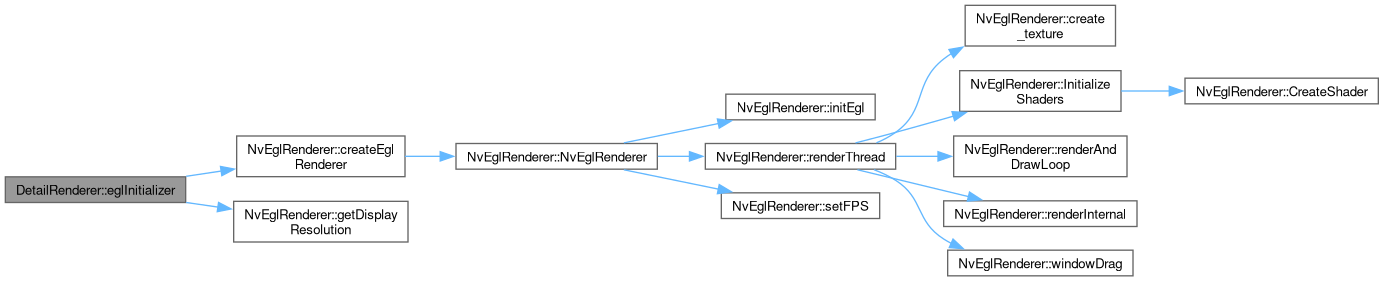 NvEglRenderer::create
_texture
NvEglRenderer::Initialize
Shaders
NvEglRenderer::CreateShader
NvEglRenderer::initEgl
NvEglRenderer::createEgl
Renderer
NvEglRenderer::NvEglRenderer
NvEglRenderer::renderThread
NvEglRenderer::renderAnd
DrawLoop
DetailRenderer::eglInitializer
NvEglRenderer::getDisplay
Resolution
NvEglRenderer::setFPS
NvEglRenderer::renderInternal
NvEglRenderer::windowDrag